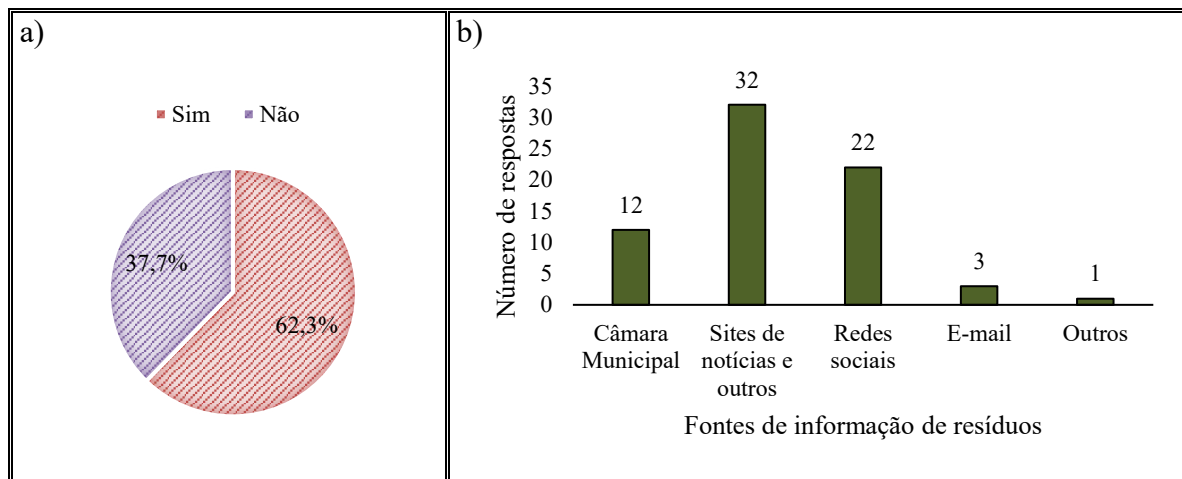 a)
Sim Não
37,7%
62,3%
b)
Número de respostas
35
30
25
20
15
10
5
0
12
32
22
3
1
Câmara
Municipal
Sites de
notícias e
outros
Redes
sociais
E-mail
Outros
Fontes de informação de resíduos